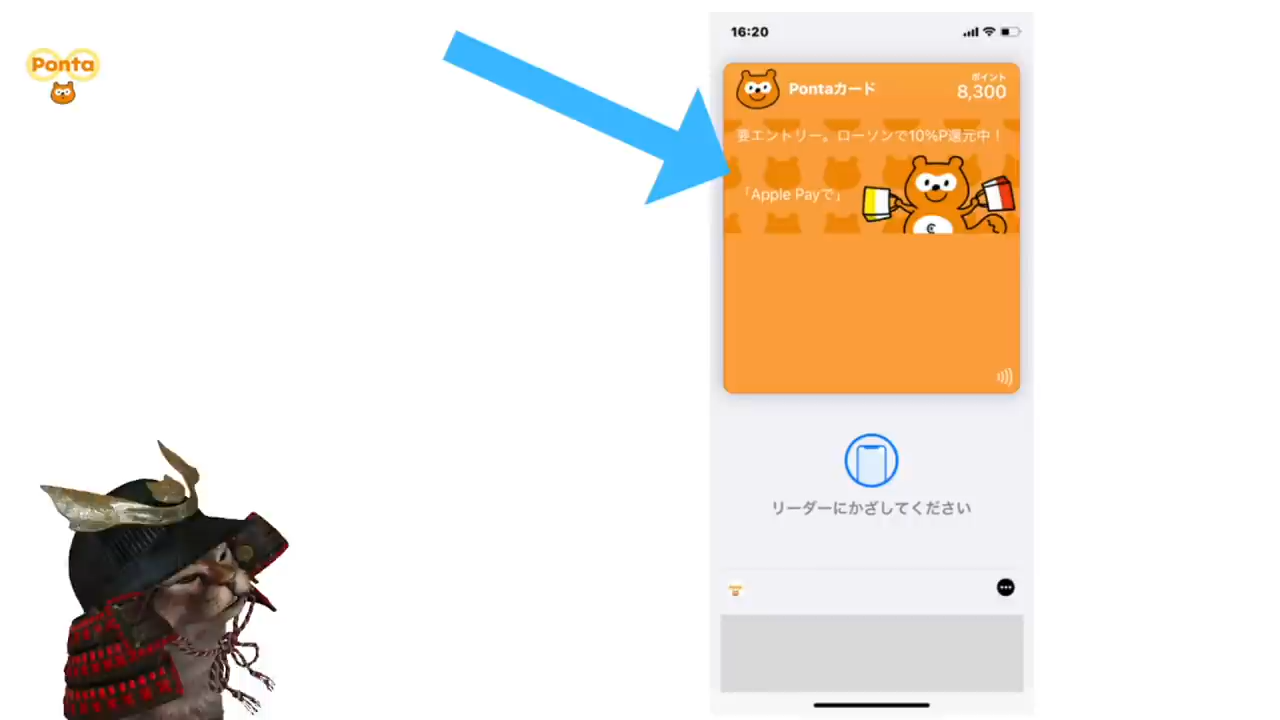 Ponta
16:20
Pontaカード
ポイント
8,300
要エントリー。ローソンで10%P還元中！
「Apple Payで」
リーダーにかざしてください